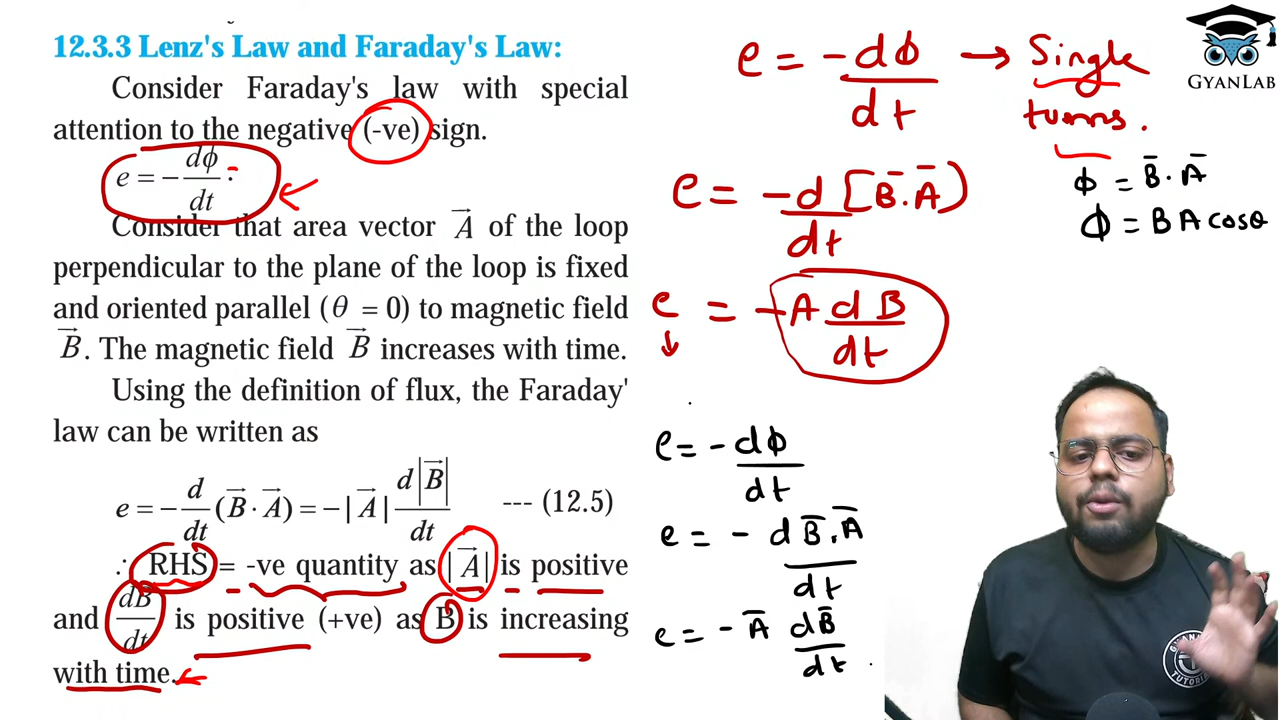 12.3.3 Lenz's Law and Faraday's Law:
Consider Faraday's law with special
attention to the negative (-ve) sign.
e = - dϕ/dt .
Consider that area vector A⃗ of the loop
perpendicular to the plane of the loop is fixed
and oriented parallel (θ = 0) to magnetic field
B⃗. The magnetic field B⃗ increases with time.
Using the definition of flux, the Faraday'
law can be written as
e = - d/dt (B⃗ · A⃗) = - |A⃗| d|B⃗|/dt --- (12.5)
∴ RHS = -ve quantity as |A⃗| is positive
and dB/dt is positive (+ve) as B is increasing
with time.
e = -dϕ/dt → Single
turns.
ϕ = B̄ · Ā
ϕ = BA cosθ
e = -d/dt [B̄ · Ā)
e = -A dB/dt
e = - dϕ/dt
e = - d B̄ . Ā/dt
e = - Ā dB̄/dt
GYANLAB
GYANLAB
TUTORIALS